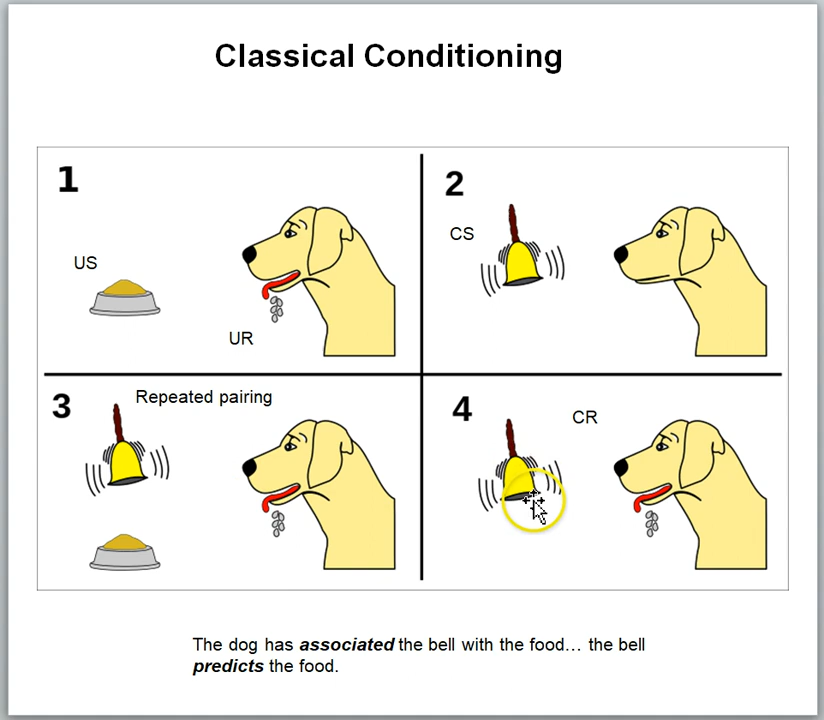 Classical Conditioning
1
US
UR
2
CS
3
Repeated pairing
4
CR
The dog has associated the bell with the food… the bell
predicts the food.